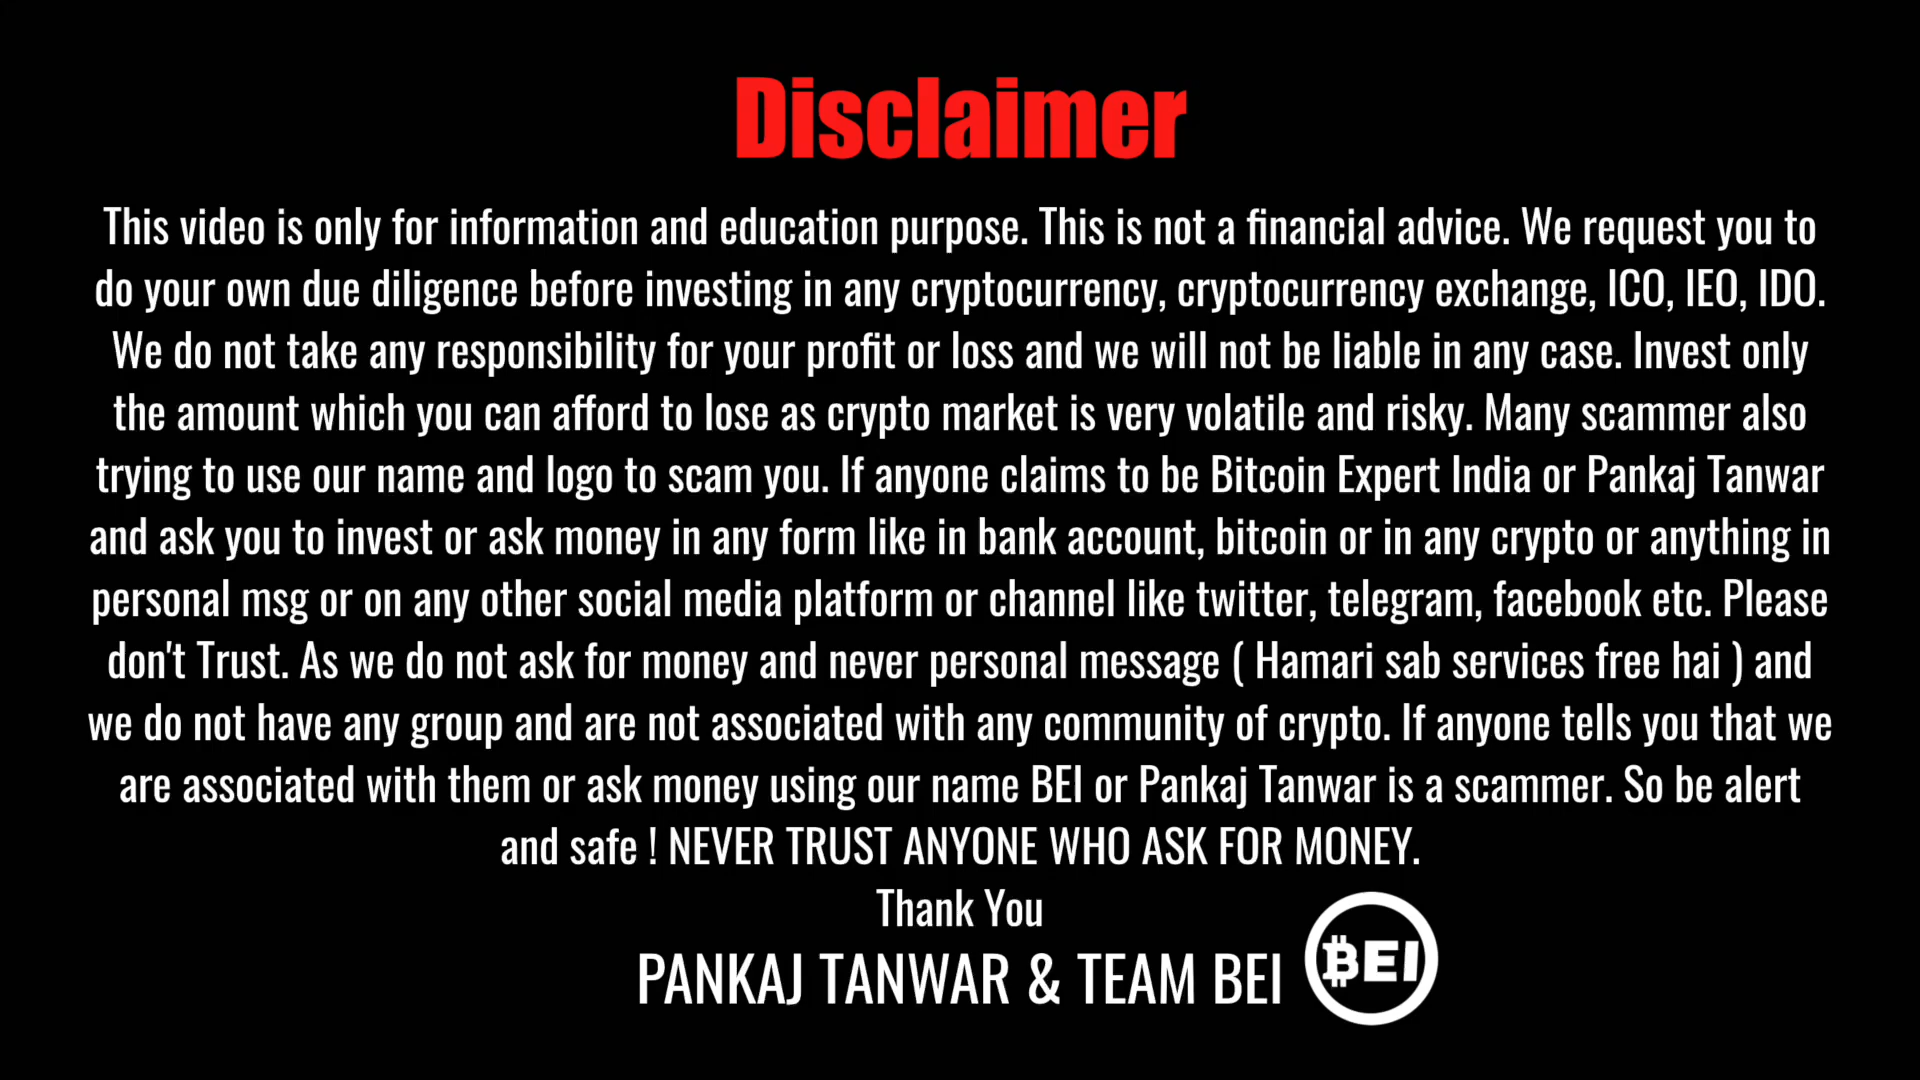 Disclaimer
This video is only for information and education purpose. This is not a financial advice. We request you to
do your own due diligence before investing in any cryptocurrency, cryptocurrency exchange, ICO, IEO, IDO.
We do not take any responsibility for your profit or loss and we will not be liable in any case. Invest only
the amount which you can afford to lose as crypto market is very volatile and risky. Many scammer also
trying to use our name and logo to scam you. If anyone claims to be Bitcoin Expert India or Pankaj Tanwar
and ask you to invest or ask money in any form like in bank account, bitcoin or in any crypto or anything in
personal msg or on any other social media platform or channel like twitter, telegram, facebook etc. Please
don't Trust. As we do not ask for money and never personal message ( Hamari sab services free hai ) and
we do not have any group and are not associated with any community of crypto. If anyone tells you that we
are associated with them or ask money using our name BEI or Pankaj Tanwar is a scammer. So be alert
and safe ! NEVER TRUST ANYONE WHO ASK FOR MONEY.
Thank You
PANKAJ TANWAR & TEAM BEI
BEI